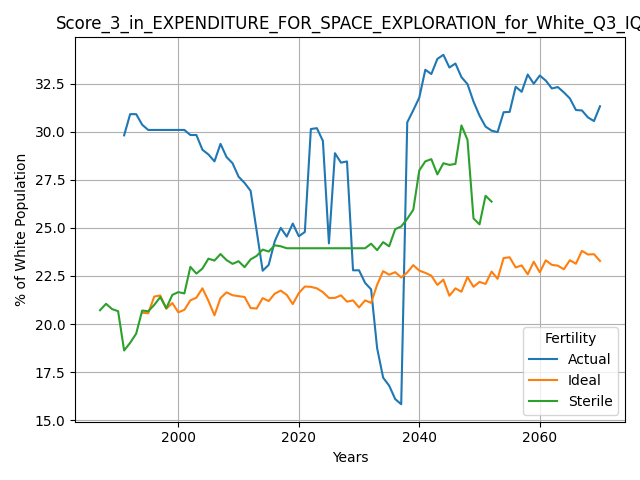 Score_3_in_EXPENDITURE_FOR_SPACE_EXPLORATION_for_White_Q3_IQ
32.5
30.0
27.5
25.0
22.5
20.0
17.5
15.0
% of White Population
Fertility
Actual
Ideal
Sterile
2000
2020
2040
2060
Years